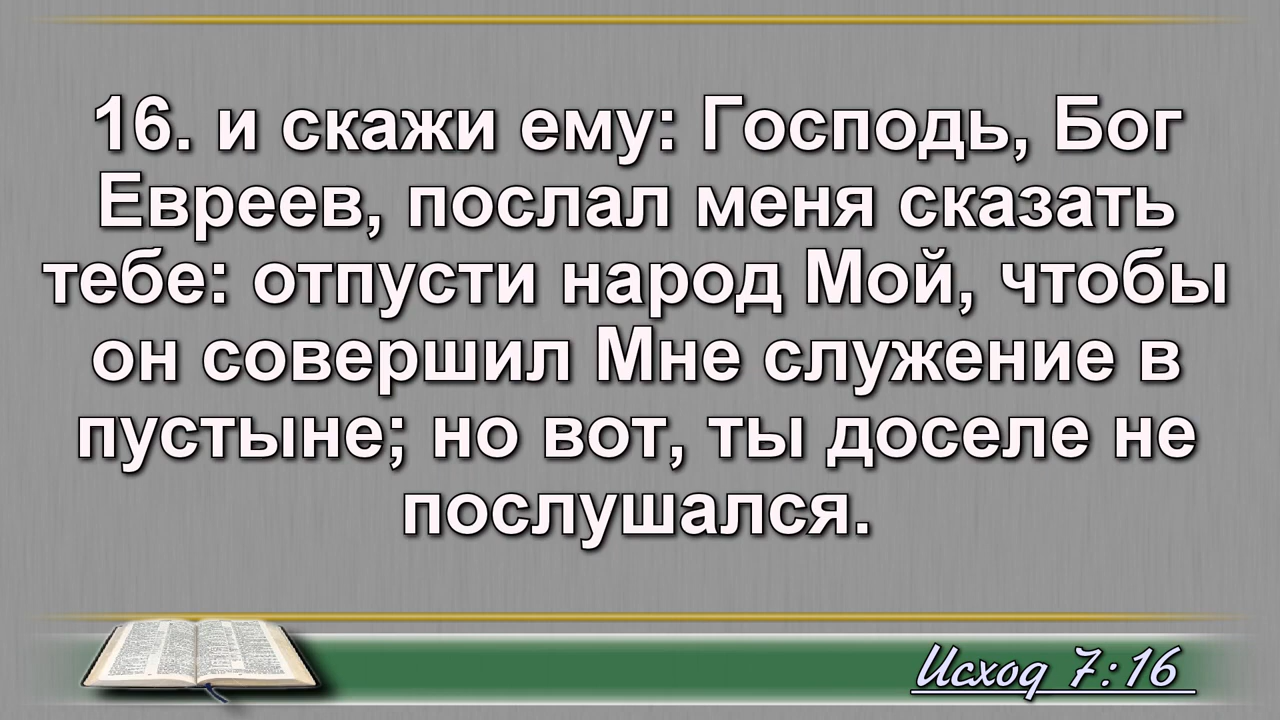 16. и скажи ему: Господь, Бог
Евреев, послал меня сказать
тебе: отпусти народ Мой, чтобы
он совершил Мне служение в
пустыне; но вот, ты доселе не
послушался.
Исход 7:16